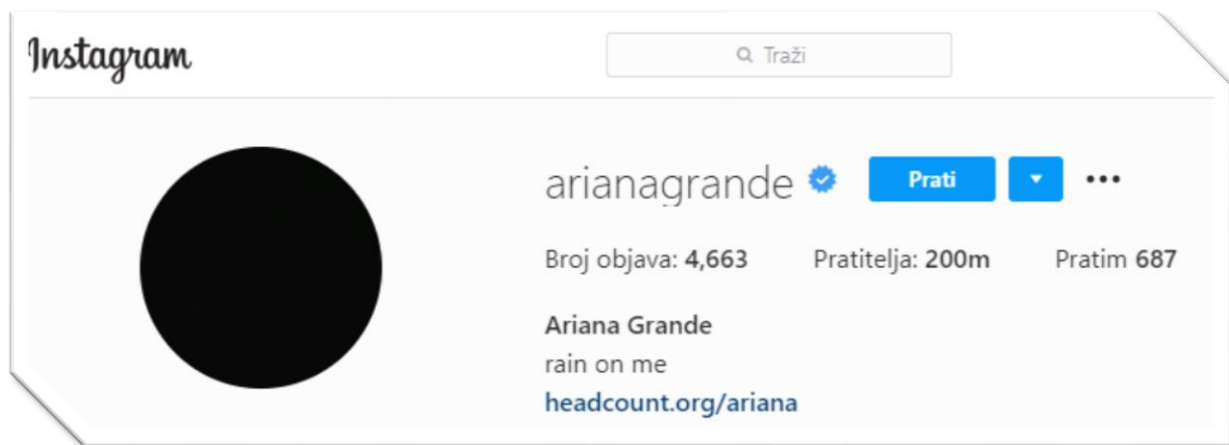 Instagram
Traži
arianagrande Prati
Broj objava: 4,663 Pratitelja: 200m Pratim 687
Ariana Grande
rain on me
headcount.org/ariana